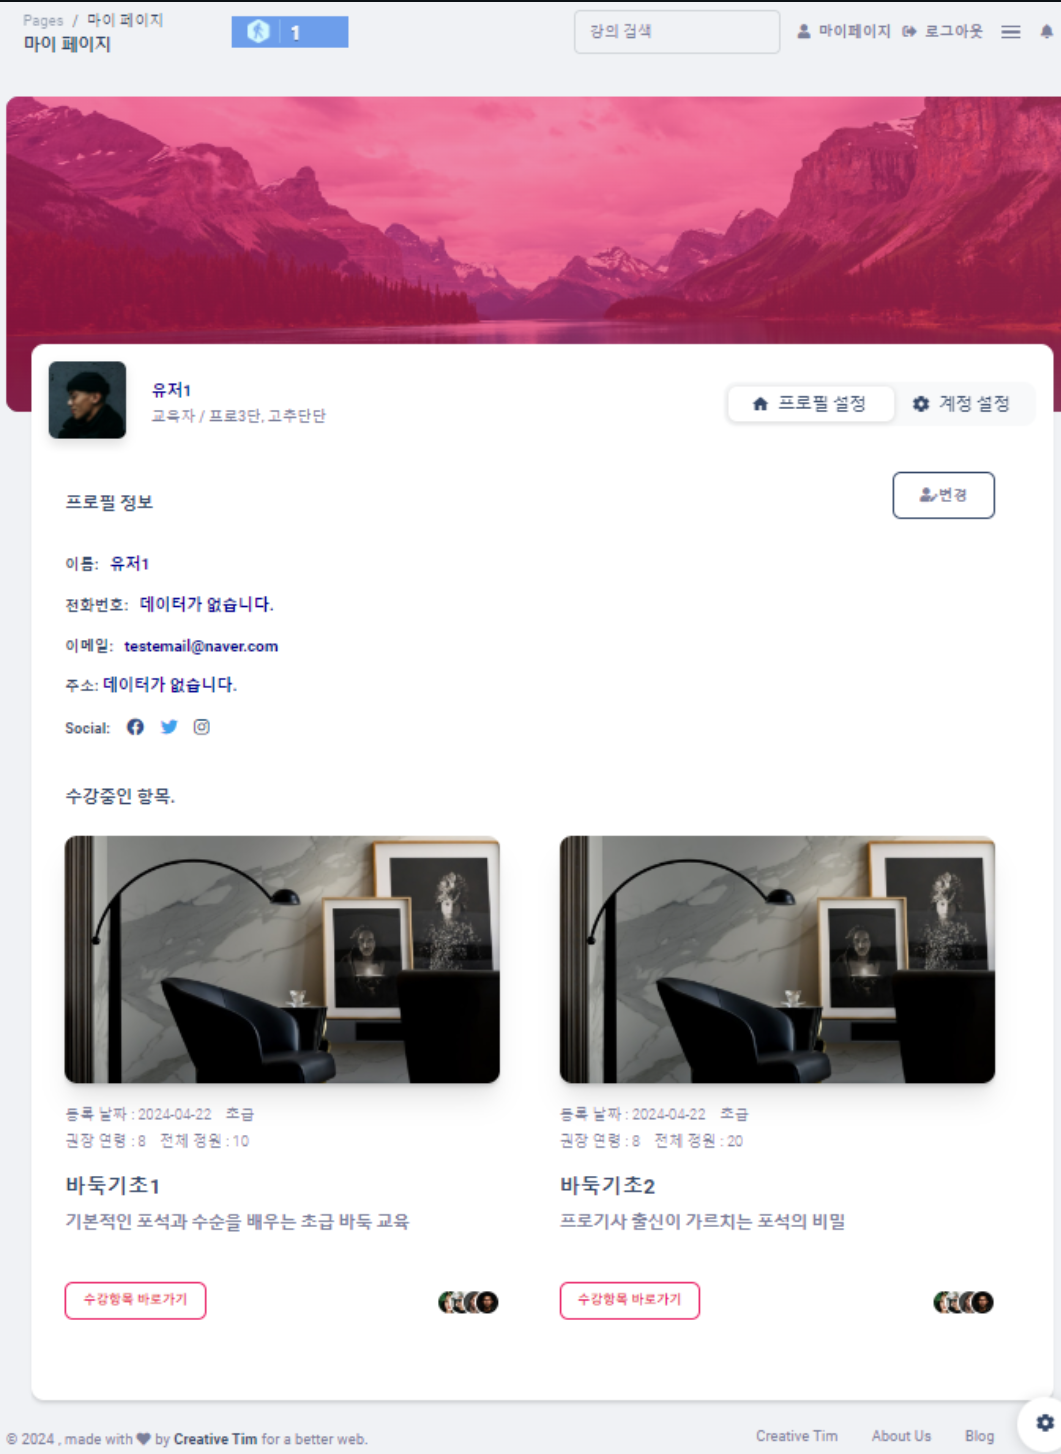 Pages / 마이 페이지
마이 페이지
1
강의 검색
마이페이지
로그아웃
유저1
교육자 / 프로3단, 고추단단
프로필 설정
계정 설정
프로필 정보
변경
이름: 유저1
전화번호: 데이터가 없습니다.
이메일: testemail@naver.com
주소: 데이터가 없습니다.
Social:
수강중인 항목.
등록 날짜 : 2024-04-22 초급
권장 연령 : 8 전체 정원 : 10
바둑기초1
기본적인 포석과 수순을 배우는 초급 바둑 교육
수강항목 바로가기
등록 날짜 : 2024-04-22 초급
권장 연령 : 8 전체 정원 : 20
바둑기초2
프로기사 출신이 가르치는 포석의 비밀
수강항목 바로가기
© 2024 , made with ♥ by Creative Tim for a better web.
Creative Tim
About Us
Blog